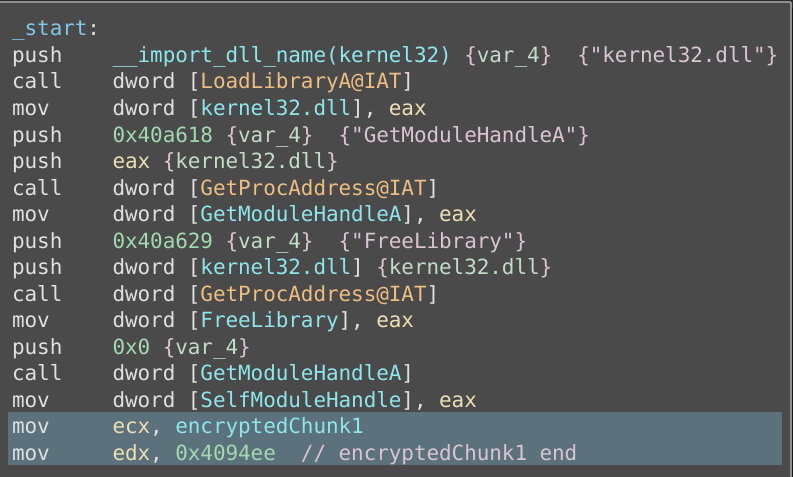 _start:
push    __import_dll_name(kernel32) {var_4}  {"kernel32.dll"}
call    dword [LoadLibraryA@IAT]
mov     dword [kernel32.dll], eax
push    0x40a618 {var_4}  {"GetModuleHandleA"}
push    eax {kernel32.dll}
call    dword [GetProcAddress@IAT]
mov     dword [GetModuleHandleA], eax
push    0x40a629 {var_4}  {"FreeLibrary"}
push    dword [kernel32.dll] {kernel32.dll}
call    dword [GetProcAddress@IAT]
mov     dword [FreeLibrary], eax
push    0x0 {var_4}
call    dword [GetModuleHandleA]
mov     dword [SelfModuleHandle], eax
mov     ecx, encryptedChunk1
mov     edx, 0x4094ee  // encryptedChunk1 end